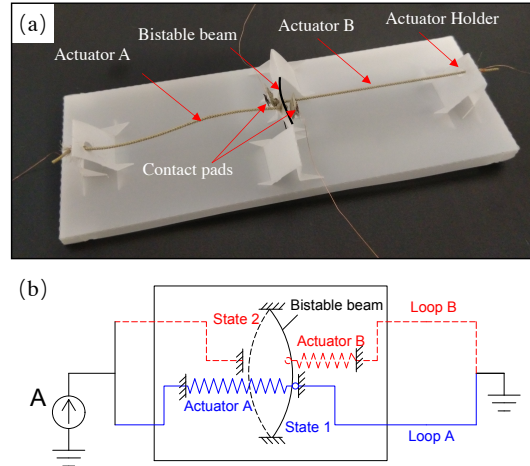 (a)
Bistable beam
Actuator B
Actuator Holder
Actuator A
Contact pads
(b)
State 2
Bistable beam
Loop B
Actuator B
A
Actuator A
State 1
Loop A